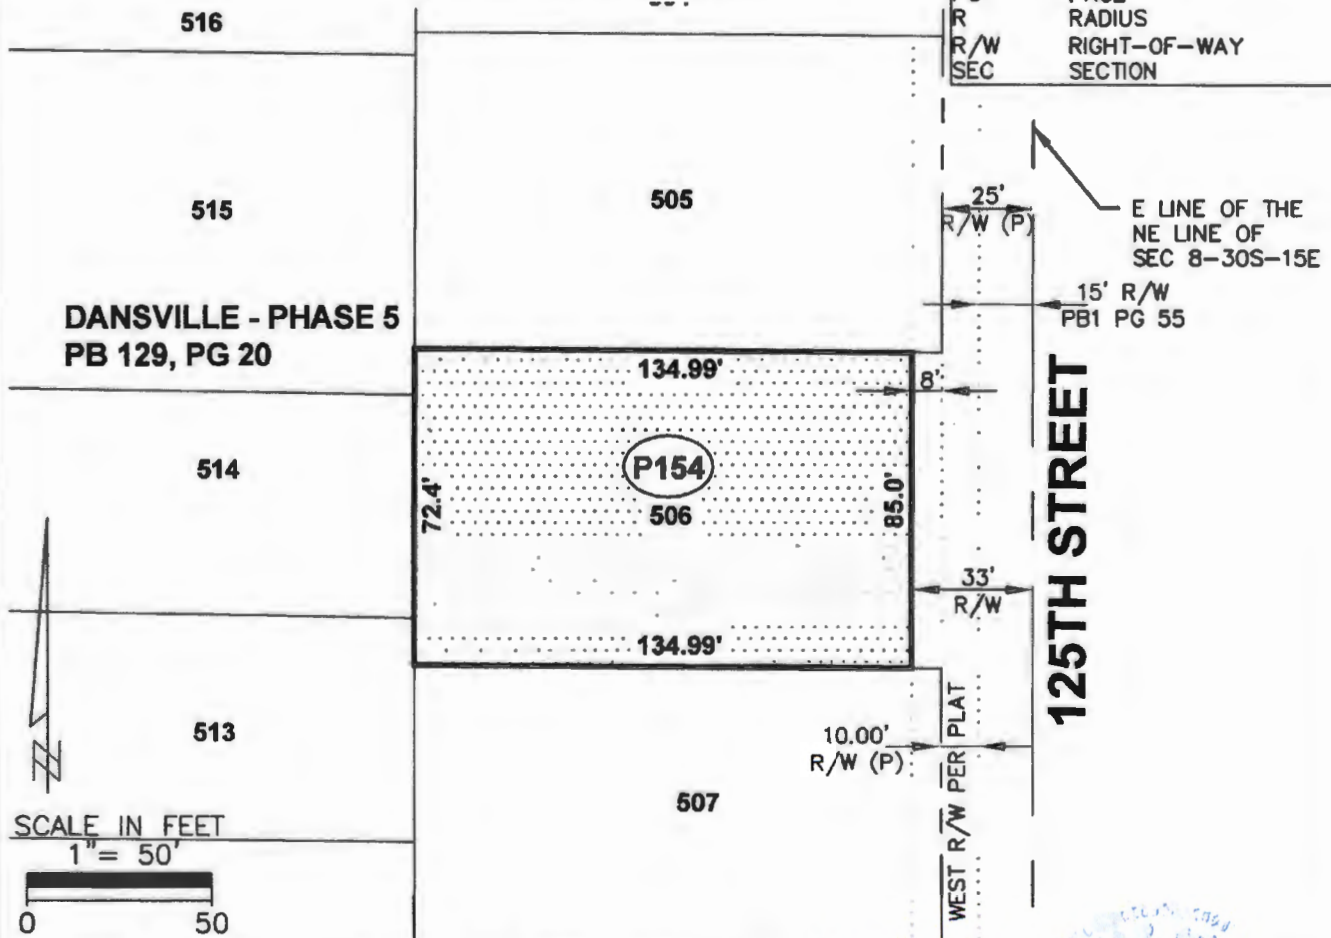 516
R RADIUS
R/W RIGHT-OF-WAY
SEC SECTION
515
505
25'
R/W (P)
E LINE OF THE
NE LINE OF
SEC 8-30S-15E
15' R/W
PB1 PG 55
DANSVILLE - PHASE 5
PB 129, PG 20
134.99'
8'
514
P154
506
72.4'
85.0'
125TH STREET
33'
R/W
134.99'
513
10.00'
R/W (P)
WEST R/W PER PLAT
507
SCALE IN FEET
1"= 50'
0 50